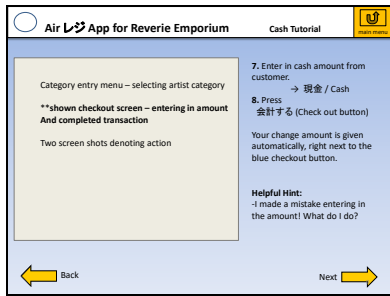 Air レジ App for Reverie Emporium
Cash Tutorial
main menu
Category entry menu – selecting artist category
**shown checkout screen – entering in amount
And completed transaction
Two screen shots denoting action
7. Enter in cash amount from
customer.
→ 現金 / Cash
8. Press
会計する (Check out button)
Your change amount is given
automatically, right next to the
blue checkout button.
Helpful Hint:
-I made a mistake entering in
the amount! What do I do?
Back
Next